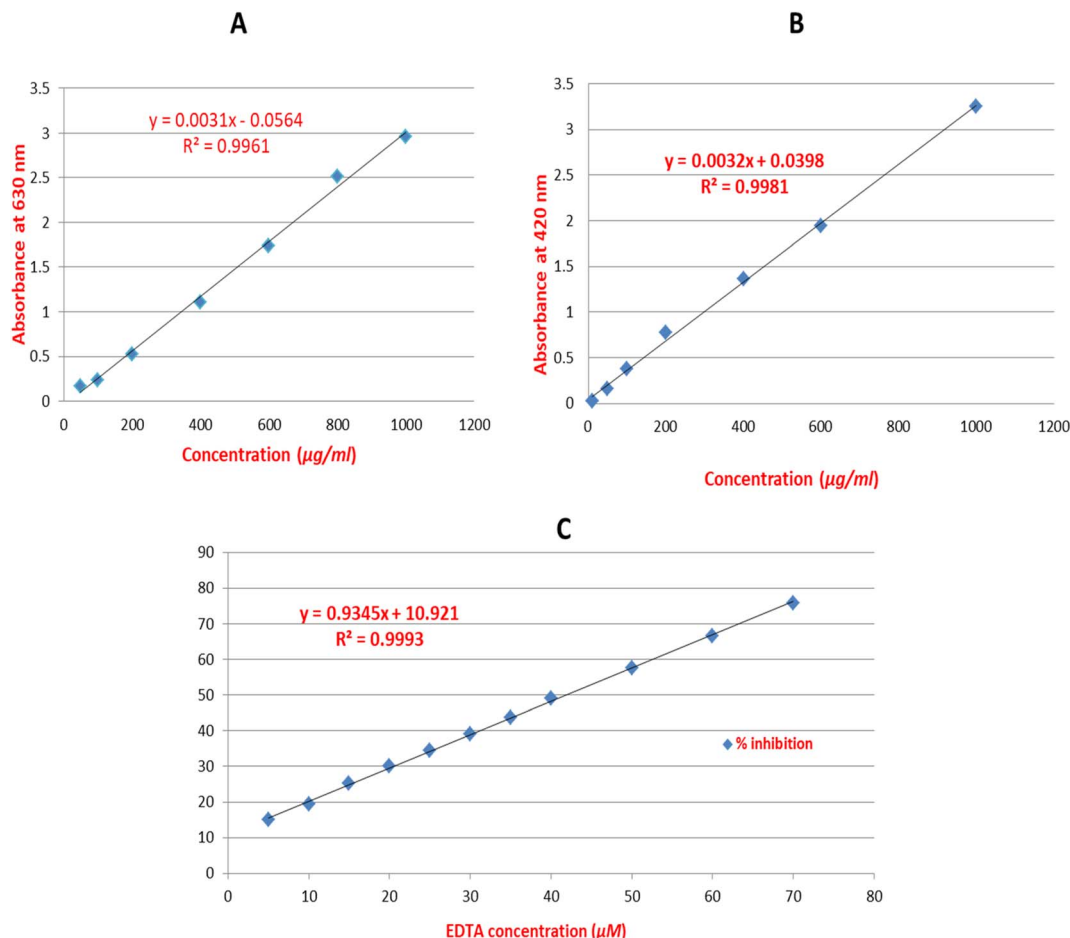 A
3.5
3
2.5
2
1.5
1
0.5
0
0 200 400 600 800 1000 1200
y = 0.0031x - 0.0564
R² = 0.9961
Absorbance at 630 nm
Concentration (µg/ml)
B
3.5
3
2.5
2
1.5
1
0.5
0
0 200 400 600 800 1000 1200
y = 0.0032x + 0.0398
R² = 0.9981
Absorbance at 420 nm
Concentration (µg/ml)
C
90
80
70
60
50
40
30
20
10
0
0 10 20 30 40 50 60 70 80
y = 0.9345x + 10.921
R² = 0.9993
% inhibition
EDTA concentration (µM)